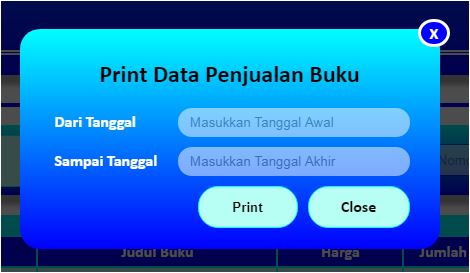 X
Print Data Penjualan Buku
Dari Tanggal Masukkan Tanggal Awal
Sampai Tanggal Masukkan Tanggal Akhir
Nomo
Print Close
Judul Buku Harga Jumlah